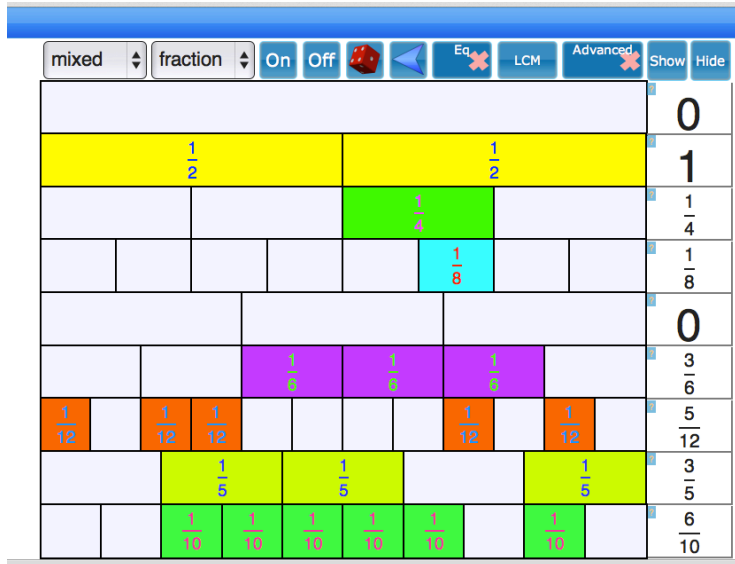 mixed fraction On Off Eq LCM Advanced Show Hide
? 0
1/2 1/2 ? 1
1/4 ? 1/4
1/8 ? 1/8
? 0
1/6 1/6 1/6 ? 3/6
1/12 1/12 1/12 1/12 1/12 ? 5/12
1/5 1/5 1/5 ? 3/5
1/10 1/10 1/10 1/10 1/10 1/10 ? 6/10